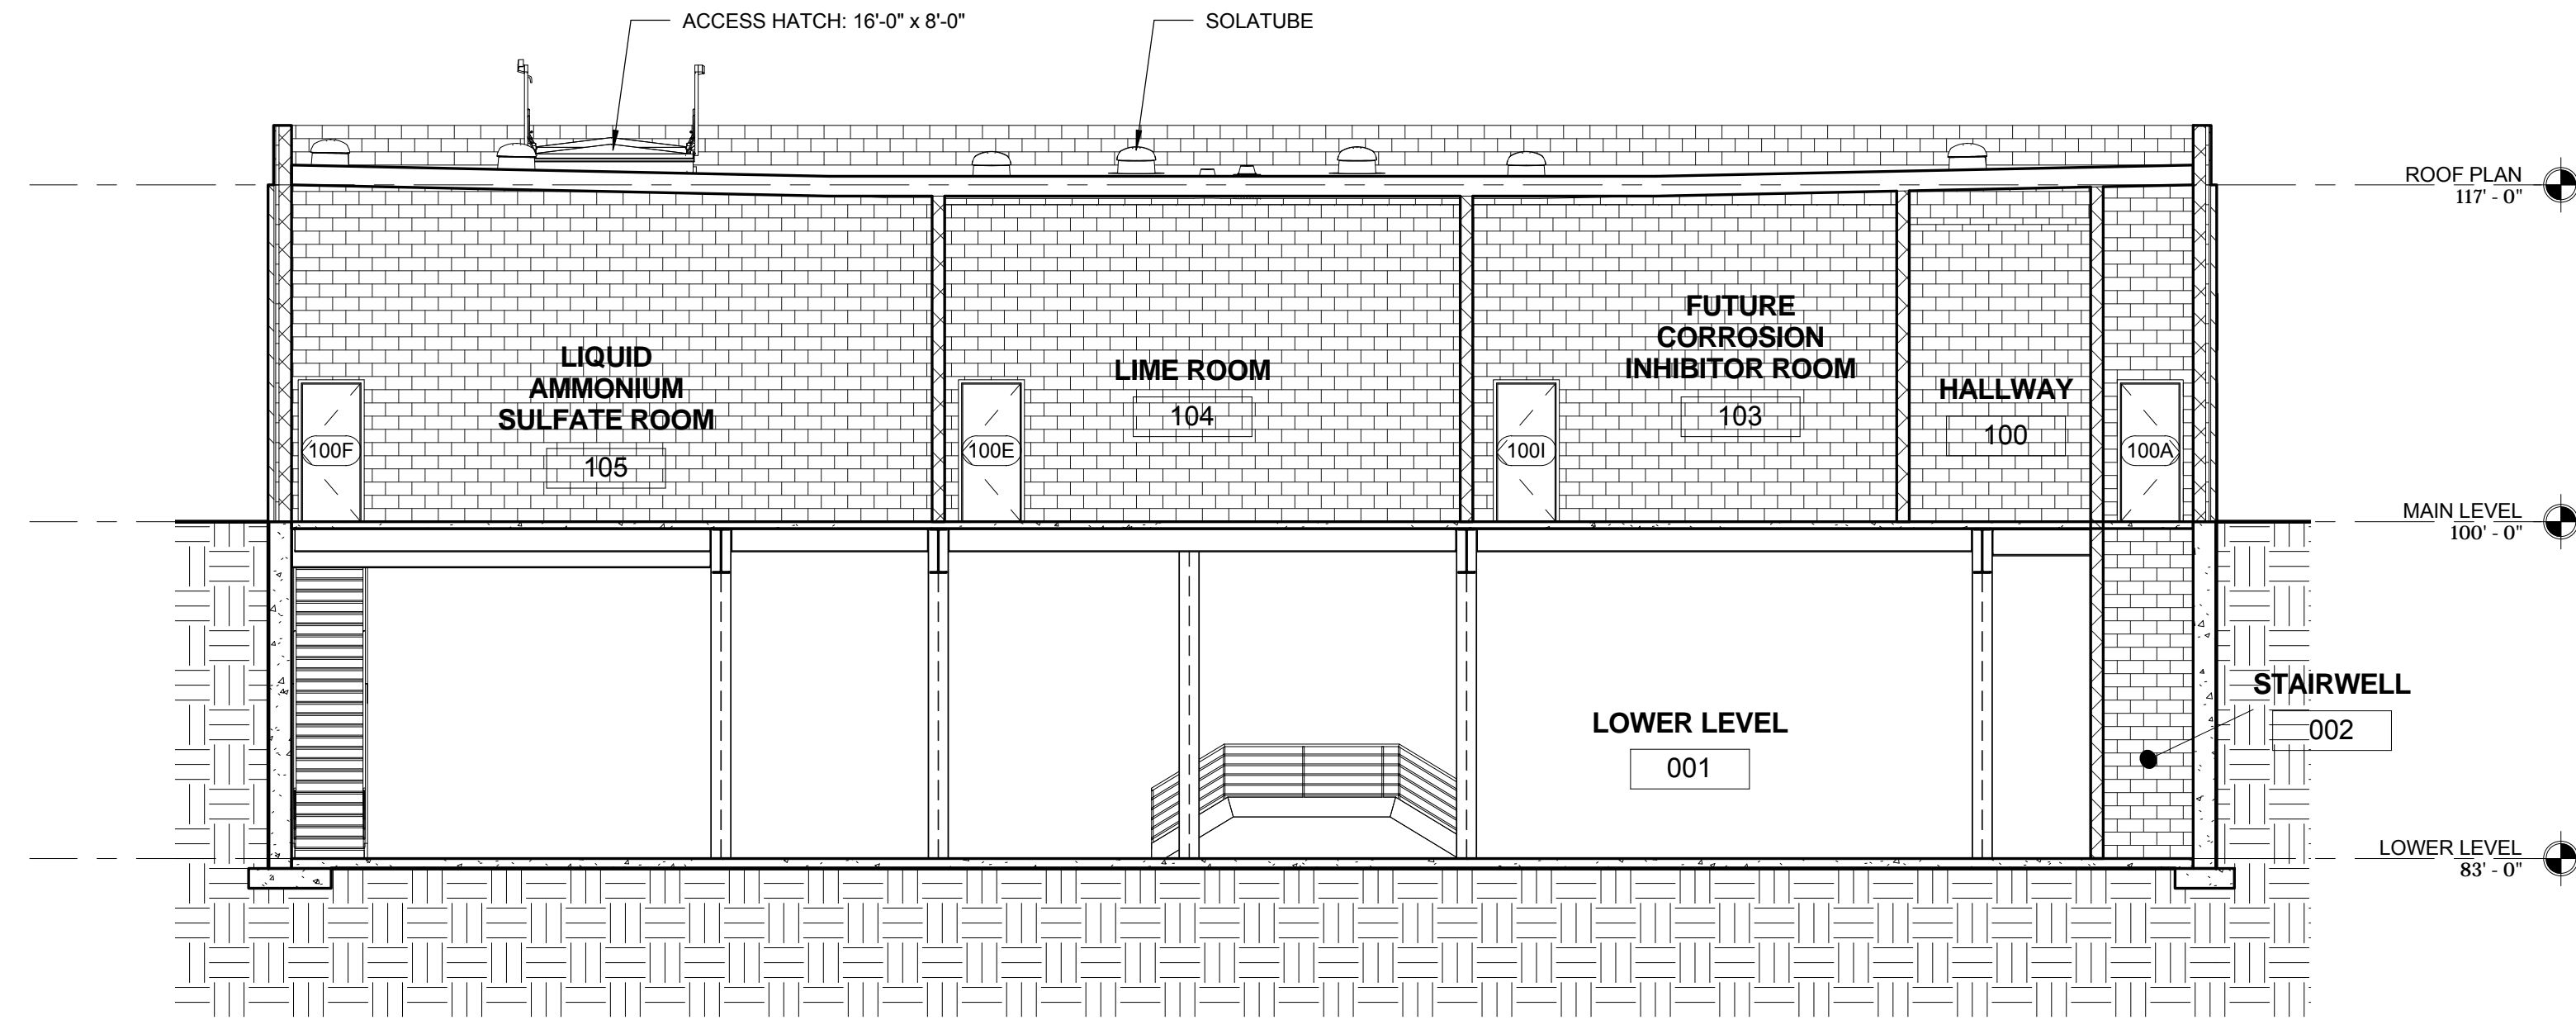 ACCESS HATCH: 16'-0" x 8'-0"
SOLATUBE
ROOF PLAN
117' - 0"
LIQUID
AMMONIUM
SULFATE ROOM
105
LIME ROOM
104
FUTURE
CORROSION
INHIBITOR ROOM
103
HALLWAY
100
100F
100E
100I
100A
MAIN LEVEL
100' - 0"
STAIRWELL
002
LOWER LEVEL
001
LOWER LEVEL
83' - 0"